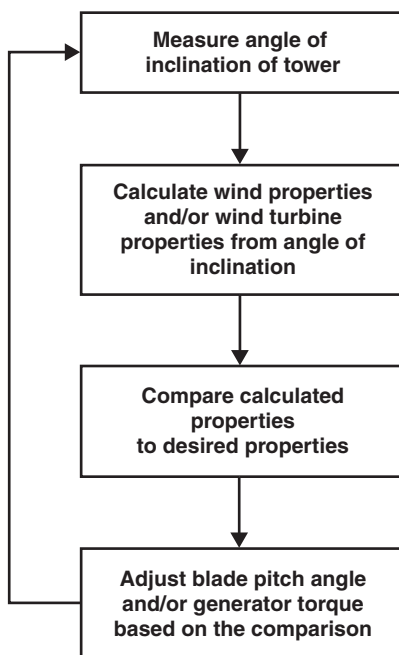 Measure angle of
inclination of tower
Calculate wind properties
and/or wind turbine
properties from angle of
inclination
Compare calculated
properties
to desired properties
Adjust blade pitch angle
and/or generator torque
based on the comparison